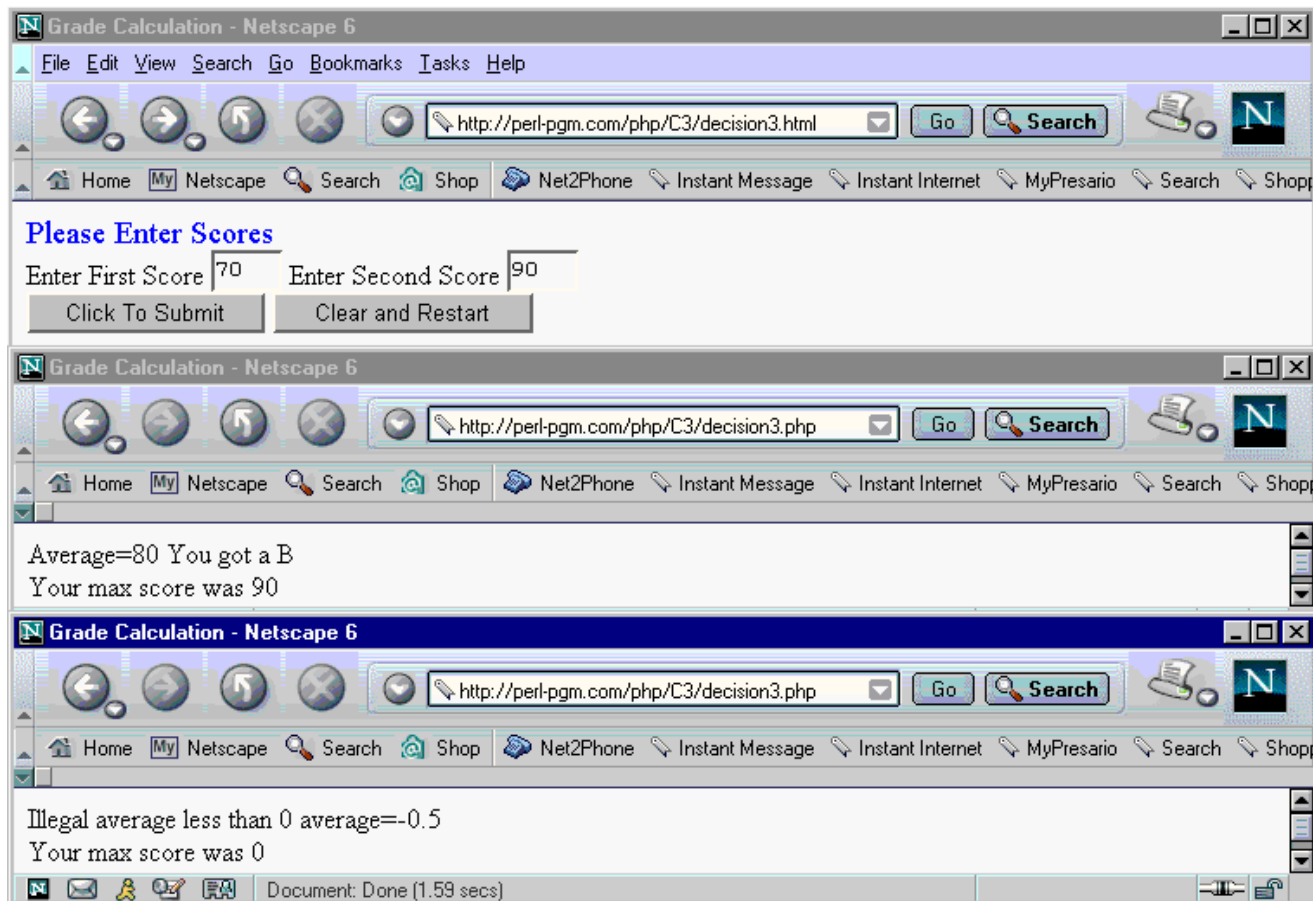 N Grade Calculation - Netscape 6
File Edit View Search Go Bookmarks Tasks Help
http://perl-pgm.com/php/C3/decision3.html Go Search N
Home My Netscape Search Shop Net2Phone Instant Message Instant Internet MyPresario Search Shopp
Please Enter Scores
Enter First Score 70 Enter Second Score 90
Click To Submit Clear and Restart
N Grade Calculation - Netscape 6
http://perl-pgm.com/php/C3/decision3.php Go Search N
Home My Netscape Search Shop Net2Phone Instant Message Instant Internet MyPresario Search Shopp
Average=80 You got a B
Your max score was 90
N Grade Calculation - Netscape 6
http://perl-pgm.com/php/C3/decision3.php Go Search N
Home My Netscape Search Shop Net2Phone Instant Message Instant Internet MyPresario Search Shopp
Illegal average less than 0 average=-0.5
Your max score was 0
N Document: Done (1.59 secs)